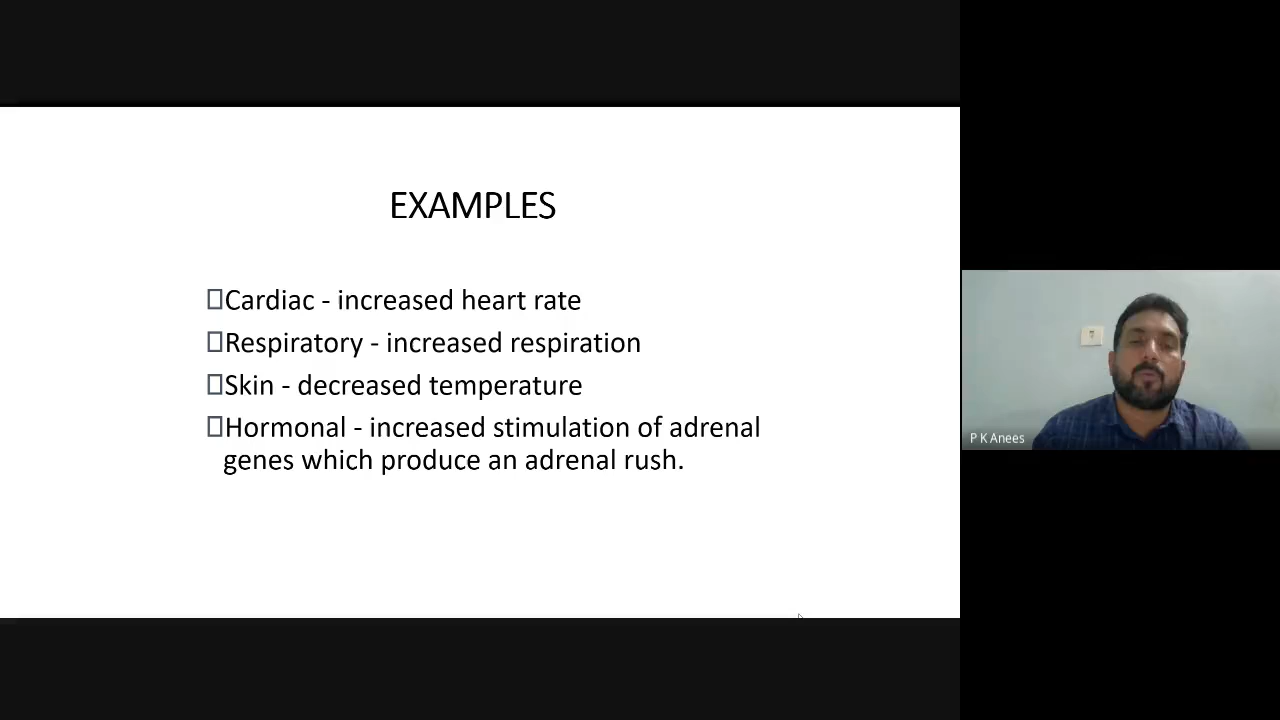 EXAMPLES
Cardiac - increased heart rate
Respiratory - increased respiration
Skin - decreased temperature
Hormonal - increased stimulation of adrenal
genes which produce an adrenal rush.
P K Anees